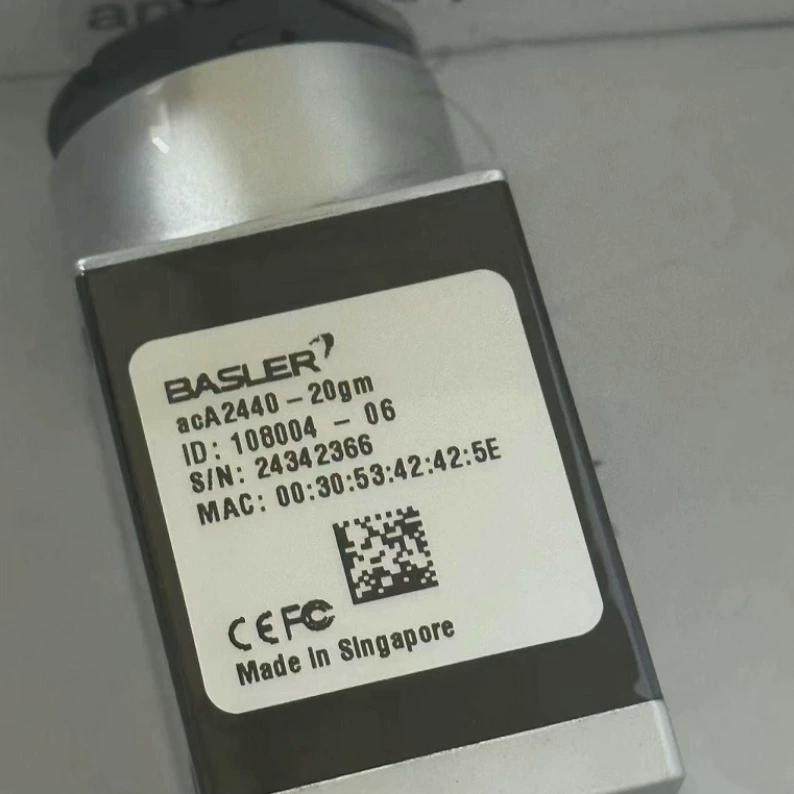 BASLER
acA2440 - 20gm
ID: 108004 - 06
S/N: 24342366
MAC: 00:30:53:42:42:5E
CE FC
Made In Singapore